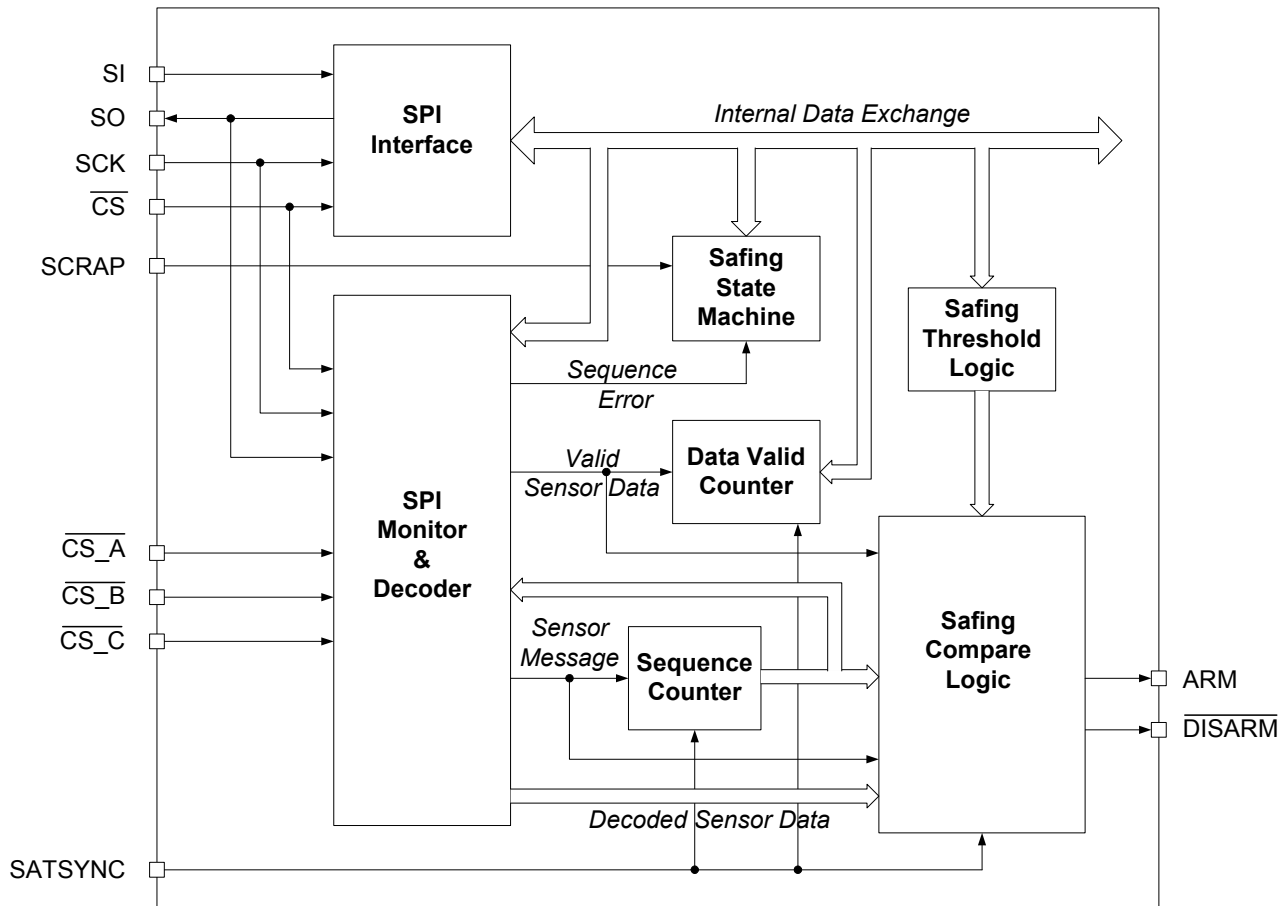 SI
SO
SCK
CS
SCRAP
SPI
Interface
Internal Data Exchange
Safing
State
Machine
Safing
Threshold
Logic
Sequence
Error
Valid
Sensor Data
Data Valid
Counter
SPI
Monitor
&
Decoder
CS_A
CS_B
CS_C
Sensor
Message
Sequence
Counter
Safing
Compare
Logic
ARM
DISARM
Decoded Sensor Data
SATSYNC